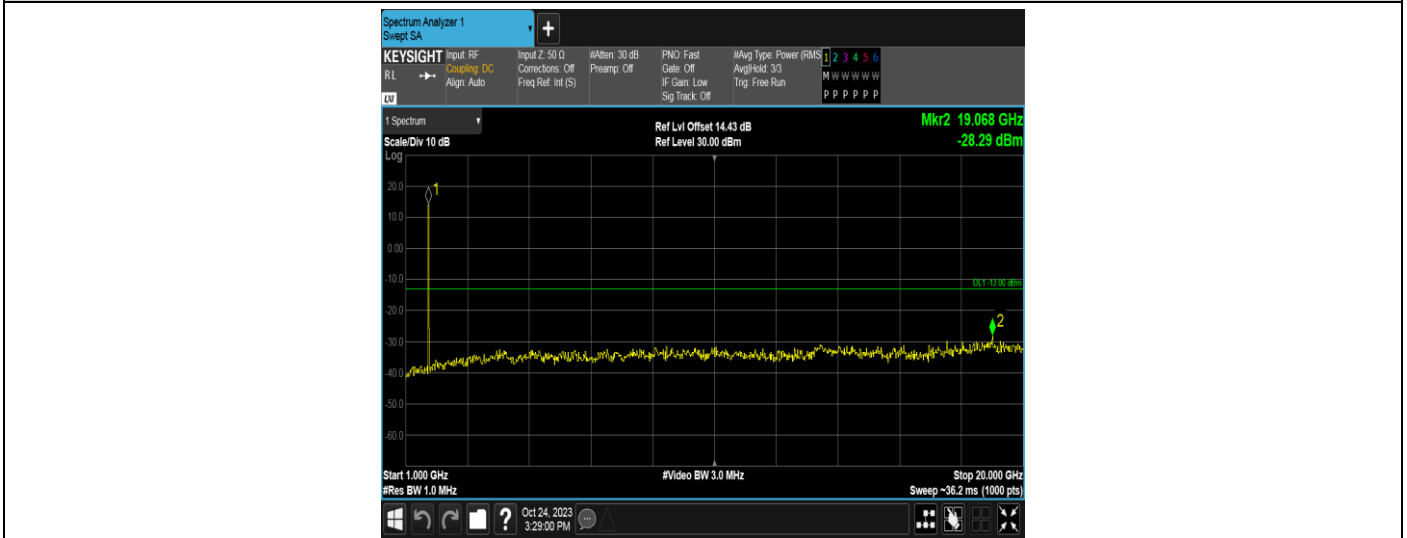 Spectrum Analyzer 1
Swept SA
+
KEYSIGHT
RL
LXI
Input: RF
Coupling: DC
Align: Auto
Input Z: 50 Ω
Corrections: Off
Freq Ref: Int (S)
#Atten: 30 dB
Preamp: Off
PNO: Fast
Gate: Off
IF Gain: Low
Sig Track: Off
#Avg Type: Power (RMS
Avg|Hold: 3/3
Trig: Free Run
1 2 3 4 5 6
M W W W W W
P P P P P P
1 Spectrum
Scale/Div 10 dB
Log
Ref Lvl Offset 14.43 dB
Ref Level 30.00 dBm
Mkr2 19.068 GHz
-28.29 dBm
20.0
1
10.0
0.00
-10.0
DL1 -13.00 dBm
-20.0
2
-30.0
-40.0
-50.0
-60.0
Start 1.000 GHz
#Video BW 3.0 MHz
Stop 20.000 GHz
#Res BW 1.0 MHz
Sweep ~36.2 ms (1000 pts)
?
Oct 24, 2023
3:29:00 PM